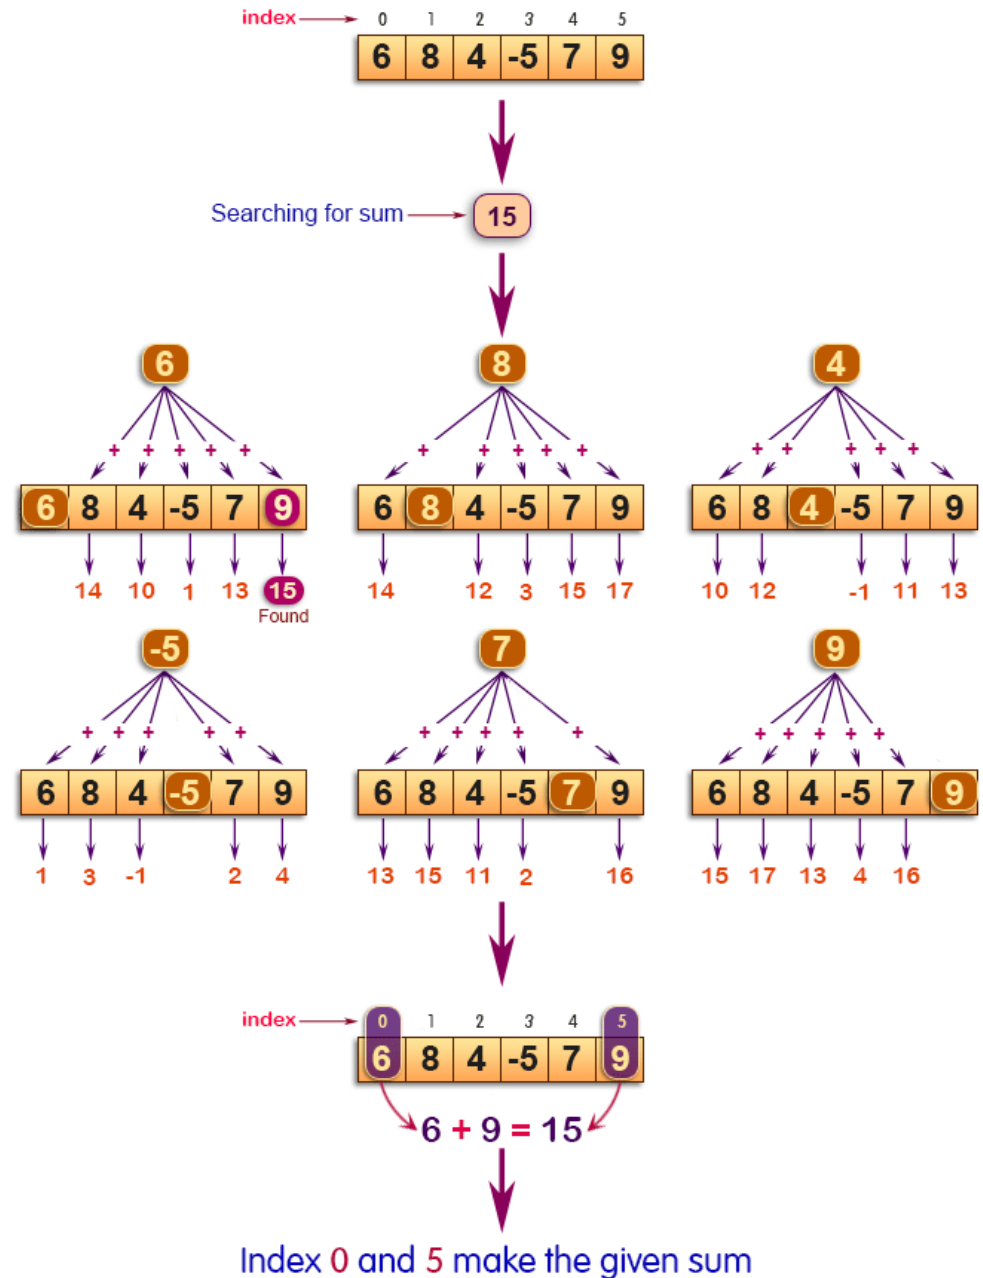 index 0 1 2 3 4 5
6 8 4 -5 7 9
Searching for sum 15
6 8 4
+ + + + + + + + + + + + + + +
6 8 4 -5 7 9 6 8 4 -5 7 9 6 8 4 -5 7 9
14 10 1 13 15 14 12 3 15 17 10 12 -1 11 13
Found
-5 7 9
+ + + + + + + + + + + + + + +
6 8 4 -5 7 9 6 8 4 -5 7 9 6 8 4 -5 7 9
1 3 -1 2 4 13 15 11 2 16 15 17 13 4 16
index 0 1 2 3 4 5
6 8 4 -5 7 9
6 + 9 = 15
Index 0 and 5 make the given sum